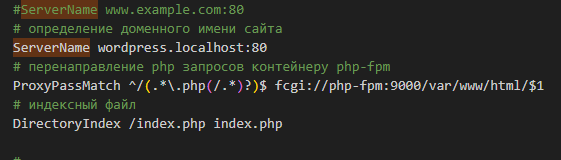 #ServerName www.example.com:80
# определение доменного имени сайта
ServerName wordpress.localhost:80
# перенаправление php запросов контейнеру php-fpm
ProxyPassMatch ^/(.*\.php(/.*)?)$ fcgi://php-fpm:9000/var/www/html/$1
# индексный файл
DirectoryIndex /index.php index.php
#